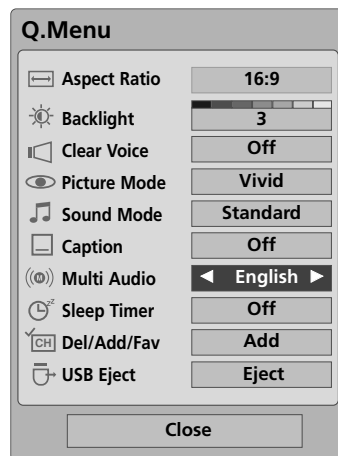 Q.Menu
Aspect Ratio 16:9
Backlight 3
Clear Voice Off
Picture Mode Vivid
Sound Mode Standard
Caption Off
Multi Audio ◀ English ▶
Sleep Timer Off
CH Del/Add/Fav Add
USB Eject Eject
Close